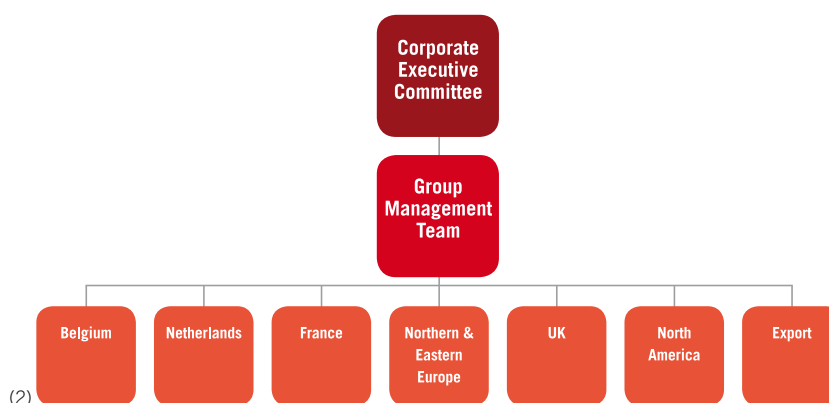 Corporate
Executive
Committee
Group
Management
Team
Belgium
Netherlands
France
Northern &
Eastern
Europe
UK
North
America
Export
(2)